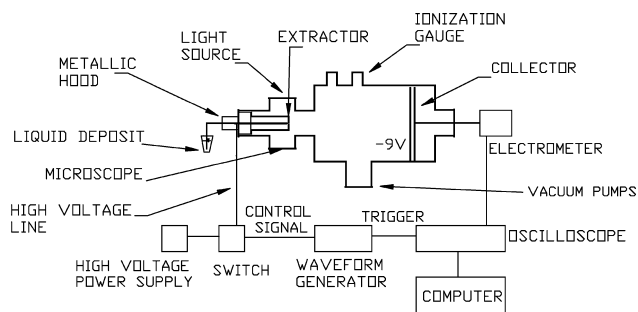 IONIZATION
GAUGE
LIGHT
SOURCE
EXTRACTOR
METALLIC
HOOD
COLLECTOR
LIQUID DEPOSIT
-9V
ELECTROMETER
MICROSCOPE
VACUUM PUMPS
HIGH VOLTAGE
LINE
CONTROL
SIGNAL
TRIGGER
OSCILLOSCOPE
HIGH VOLTAGE
POWER SUPPLY
SWITCH
WAVEFORM
GENERATOR
COMPUTER